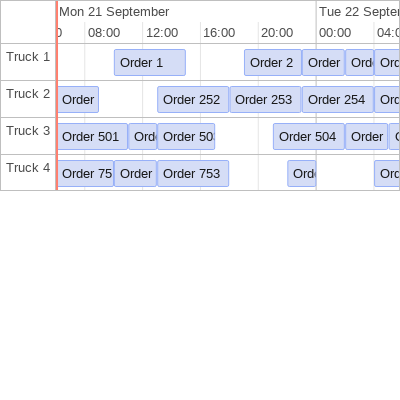 Mon 21 September Tue 22 Septe
08:00 12:00 16:00 20:00 00:00 04:0
Truck 1 Order 1 Order 2 Order Ord Ord
Truck 2 Order Order 252 Order 253 Order 254 Ord
Truck 3 Order 501 Ord Order 50 Order 504 Order
Truck 4 Order 75 Order Order 753 Ord Ord